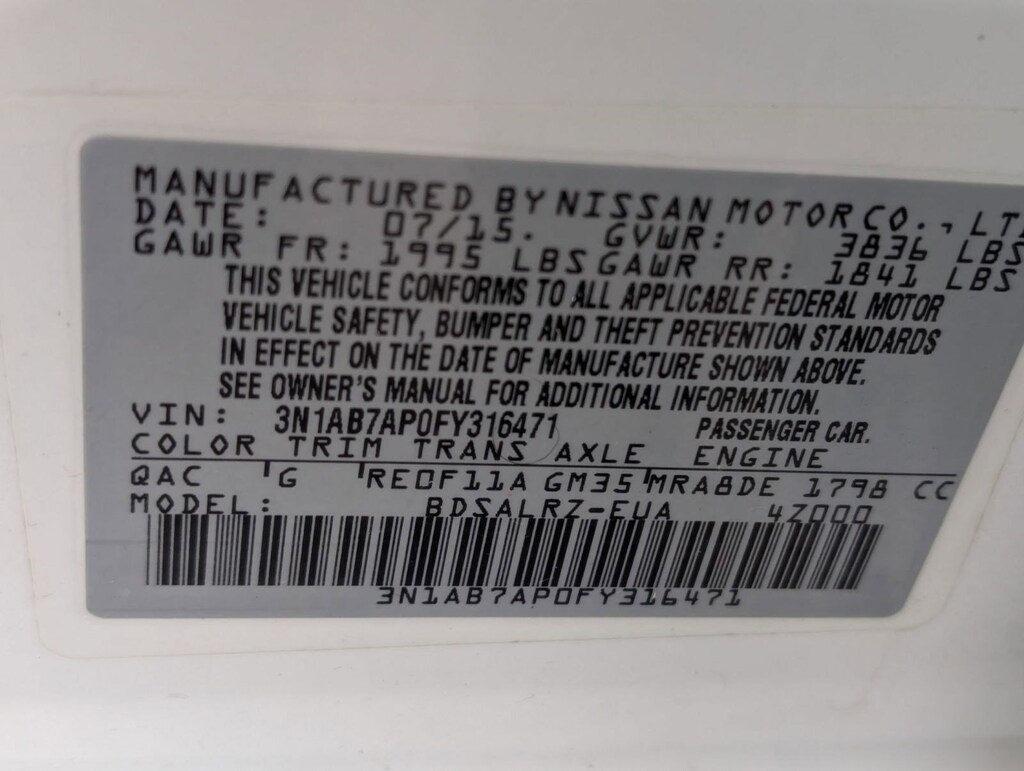 MANUFACTURED BY NISSAN MOTOR CO., LT
DATE: 07/15. GVWR: 3836 LBS
GAWR FR: 1995 LBS GAWR RR: 1841 LBS
THIS VEHICLE CONFORMS TO ALL APPLICABLE FEDERAL MOTOR
VEHICLE SAFETY, BUMPER AND THEFT PREVENTION STANDARDS
IN EFFECT ON THE DATE OF MANUFACTURE SHOWN ABOVE.
SEE OWNER'S MANUAL FOR ADDITIONAL INFORMATION.
VIN: 3N1AB7AP0FY316471 PASSENGER CAR.
COLOR TRIM TRANS AXLE ENGINE
QAC G RE0F11A GM35 MRA8DE 1798 CC
MODEL: BDSALRZ-EUA 4Z000
3N1AB7AP0FY316471